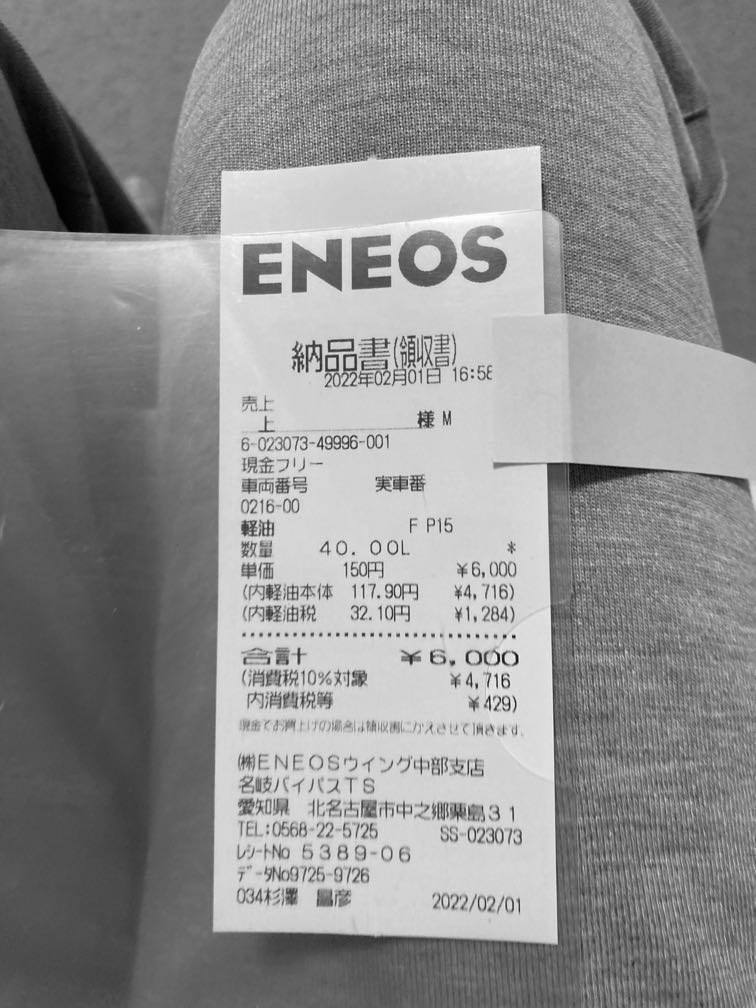 ENEOS
納品書(領収書)
2022年02月01日 16:58
売上
上 様 M
6-023073-49996-001
現金フリー
車両番号 実車番
0216-00
軽油 F P15
数量 40.00L *
単価 150円 ¥6,000
(内軽油本体 117.90円 ¥4,716)
(内軽油税 32.10円 ¥1,284)
合計 ¥6,000
(消費税10%対象 ¥4,716
内消費税等 ¥429)
現金でお買上げの場合は領収書にかえさせて頂きます。
㈱ENEOSウイング中部支店
名岐バイパスTS
愛知県 北名古屋市中之郷栗島31
TEL:0568-22-5725 SS-023073
レシートNo 5389-06
データNo9725-9726
034杉澤 昌彦 2022/02/01